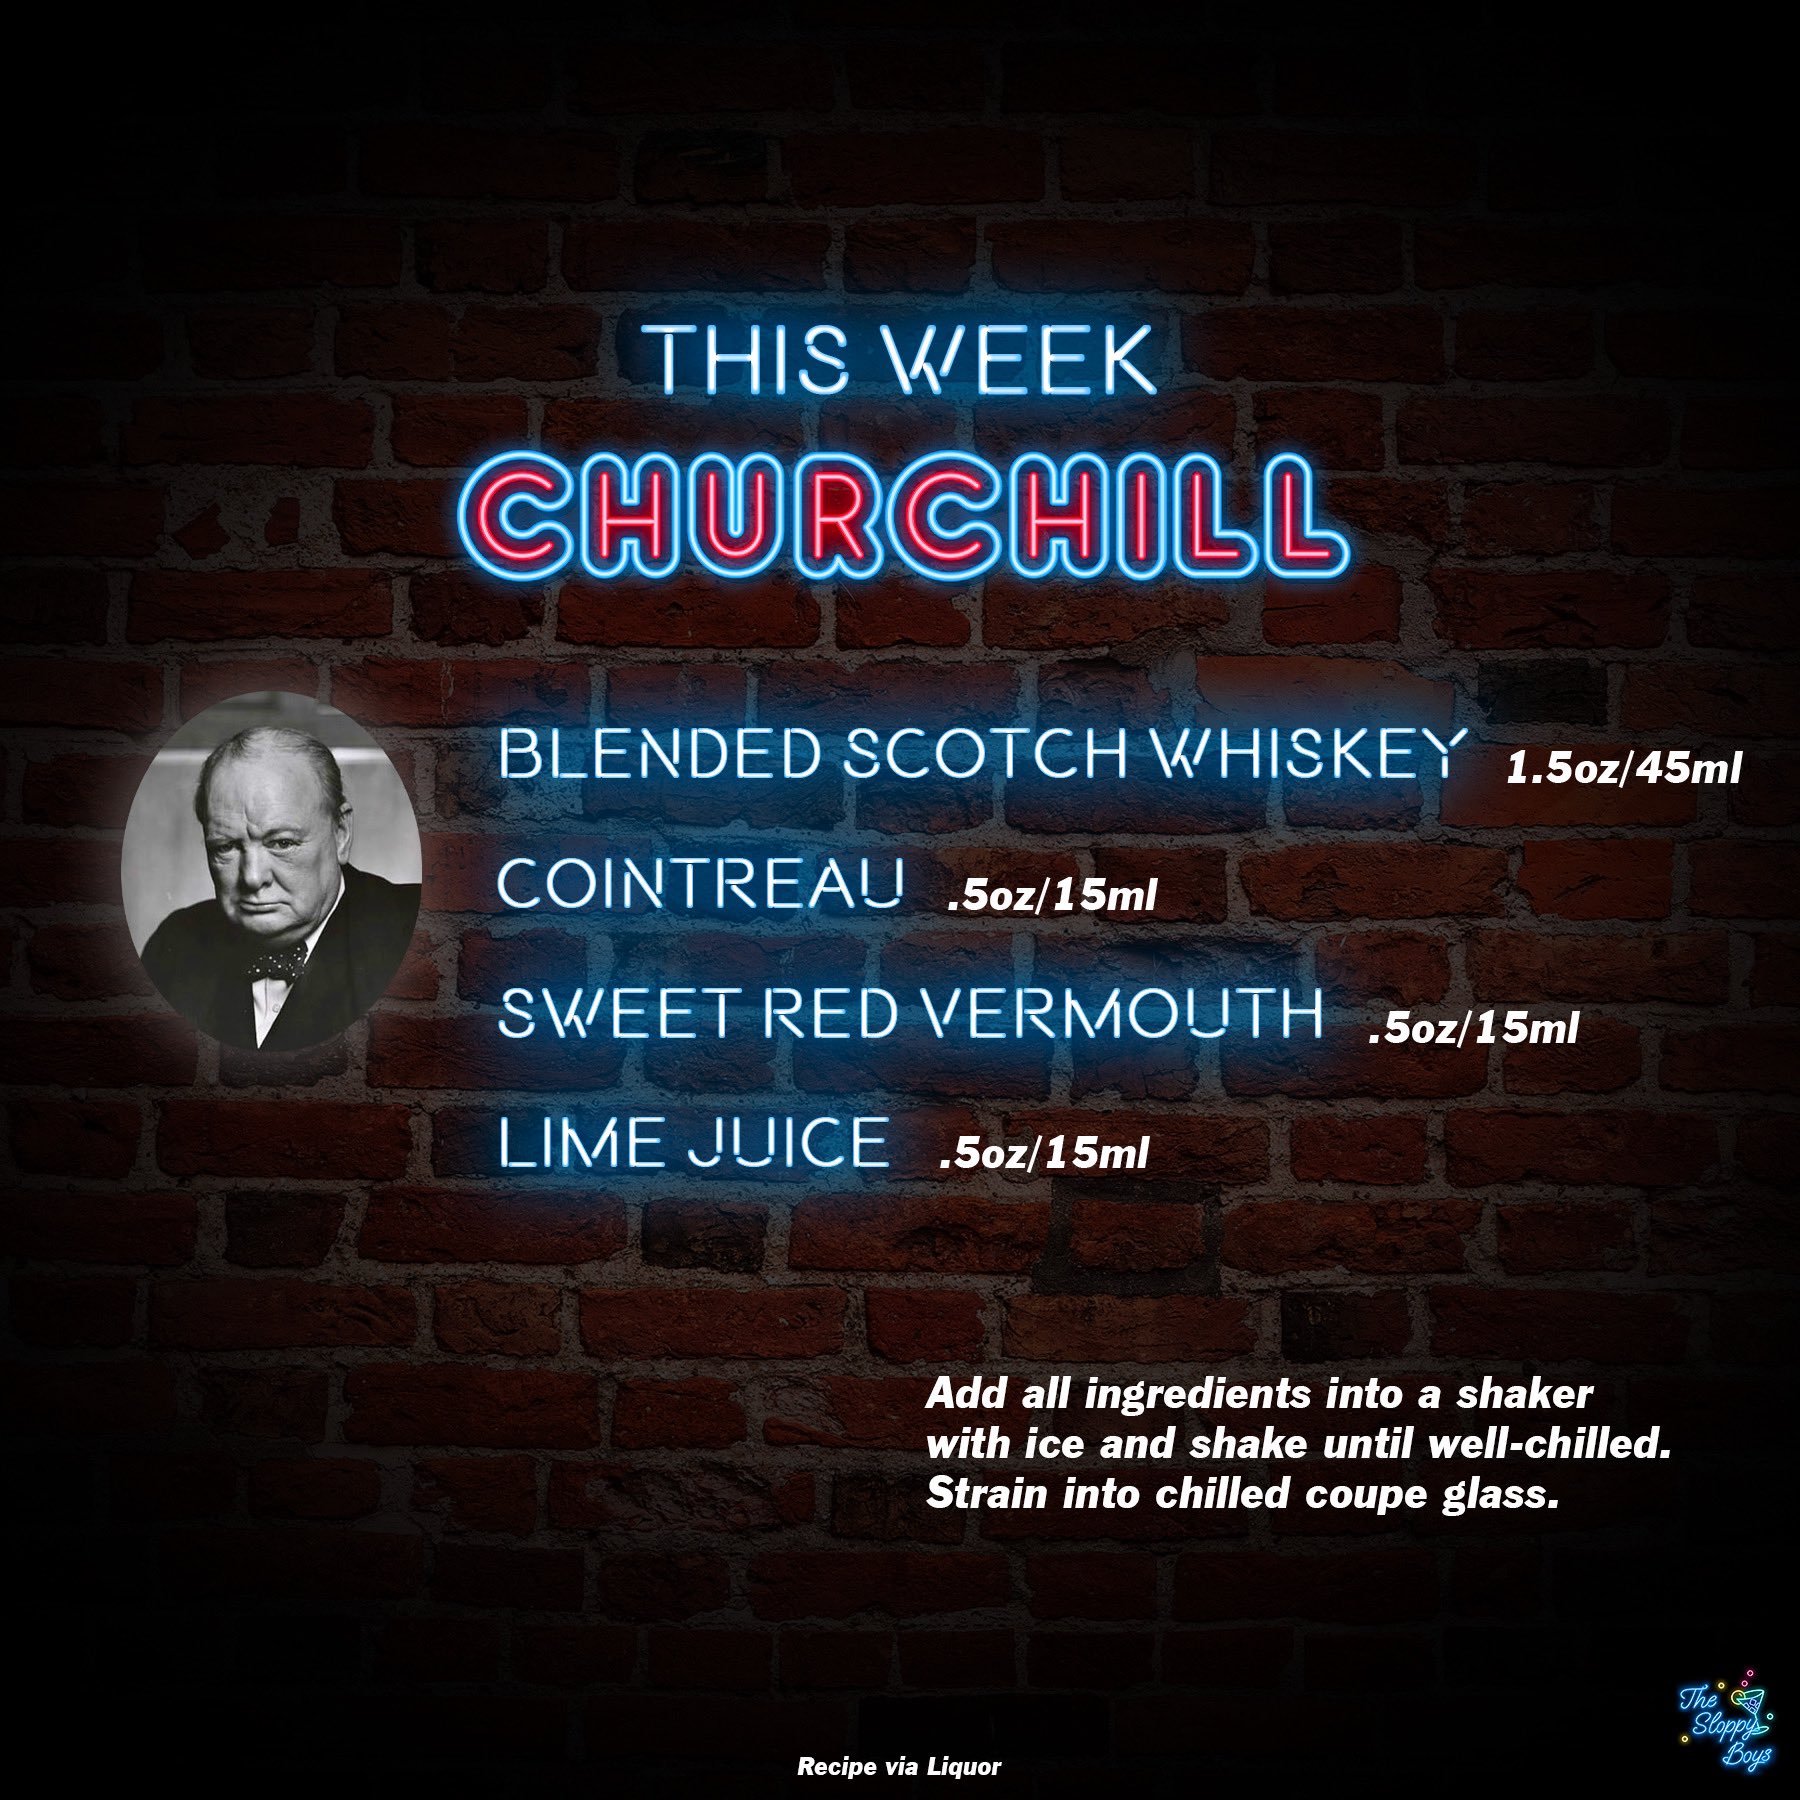 THIS WEEK
CHURCHILL
BLENDED SCOTCH WHISKEY 1.5oz/45ml
COINTREAU .5oz/15ml
SWEET RED VERMOUTH .5oz/15ml
LIME JUICE .5oz/15ml
Add all ingredients into a shaker
with ice and shake until well-chilled.
Strain into chilled coupe glass.
Recipe via Liquor
The
Sloppy
Boys